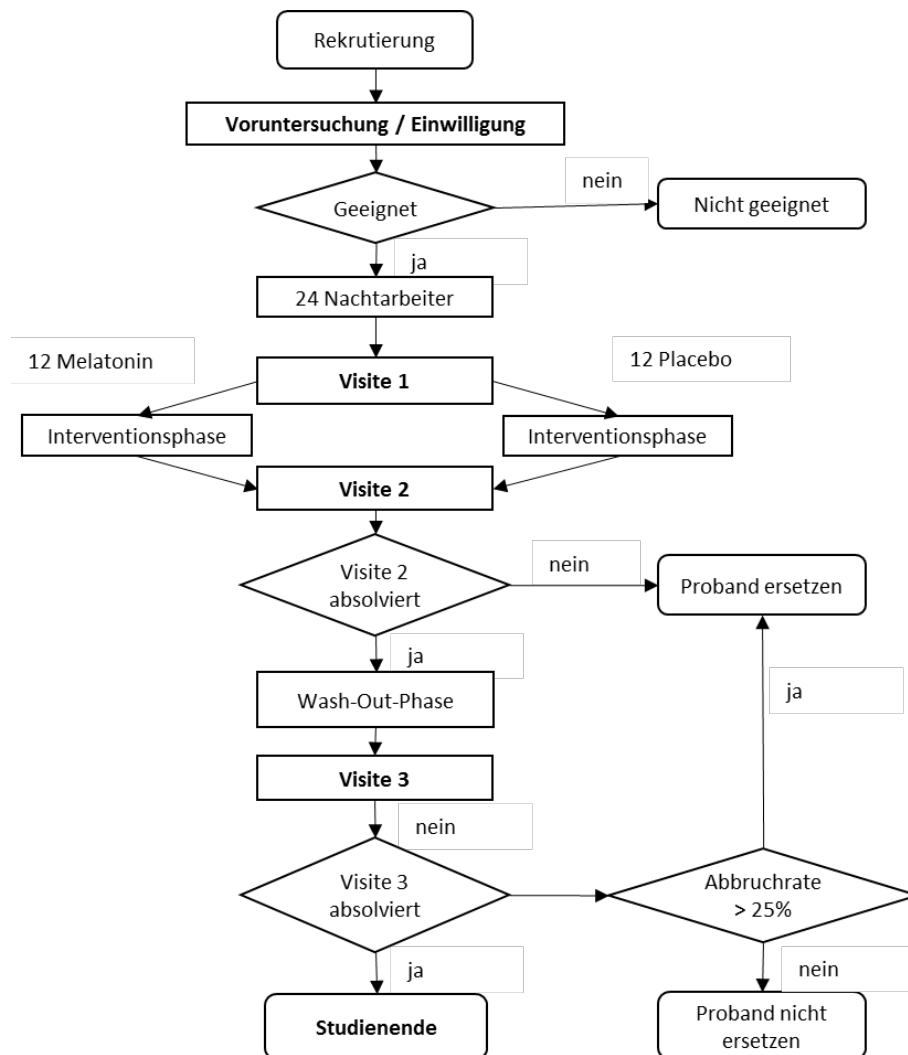 Rekrutierung
Voruntersuchung / Einwilligung
nein
Geeignet
Nicht geeignet
ja
24 Nachtarbeiter
12 Melatonin
12 Placebo
Visite 1
Interventionsphase
Interventionsphase
Visite 2
nein
Visite 2
absolviert
Proband ersetzen
ja
Wash-Out-Phase
ja
Visite 3
nein
Visite 3
absolviert
Abbruchrate
> 25%
ja
nein
Studienende
Proband nicht
ersetzen